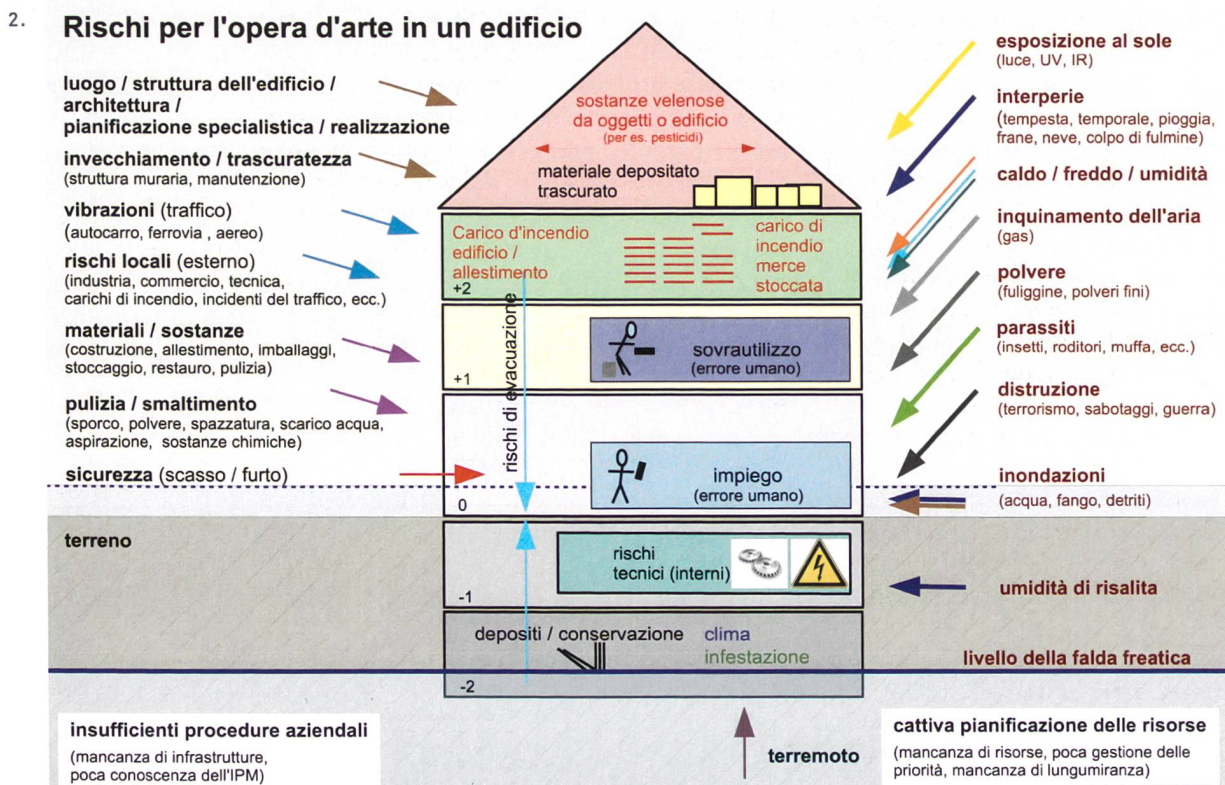 2.
Rischi per l'opera d'arte in un edificio
luogo / struttura dell'edificio /
architettura /
pianificazione specialistica / realizzazione
invecchiamento / trascuratezza
(struttura muraria, manutenzione)
vibrazioni (traffico)
(autocarro, ferrovia , aereo)
rischi locali (esterno)
(industria, commercio, tecnica,
carichi di incendio, incidenti del traffico, ecc.)
materiali / sostanze
(costruzione, allestimento, imballaggi,
stoccaggio, restauro, pulizia)
pulizia / smaltimento
(sporco, polvere, spazzatura, scarico acqua,
aspirazione, sostanze chimiche)
sicurezza (scasso / furto)
terreno
sostanze velenose
da oggetti o edificio
(per es. pesticidi)
materiale depositato
trascurato
Carico d'incendio
edificio /
allestimento
+2
carico di
incendio
merce
stoccata
rischi di evacuazione
+1
sovrautilizzo
(errore umano)
impiego
(errore umano)
0
rischi
tecnici (interni)
-1
depositi / conservazione
clima
infestazione
-2
esposizione al sole
(luce, UV, IR)
interperie
(tempesta, temporale, pioggia,
frane, neve, colpo di fulmine)
caldo / freddo / umidità
inquinamento dell'aria
(gas)
polvere
(fuliggine, polveri fini)
parassiti
(insetti, roditori, muffa, ecc.)
distruzione
(terrorismo, sabotaggi, guerra)
inondazioni
(acqua, fango, detriti)
umidità di risalita
livello della falda freatica
insufficienti procedure aziendali
(mancanza di infrastrutture,
poca conoscenza dell'IPM)
terremoto
cattiva pianificazione delle risorse
(mancanza di risorse, poca gestione delle
priorità, mancanza di lungumiranza)